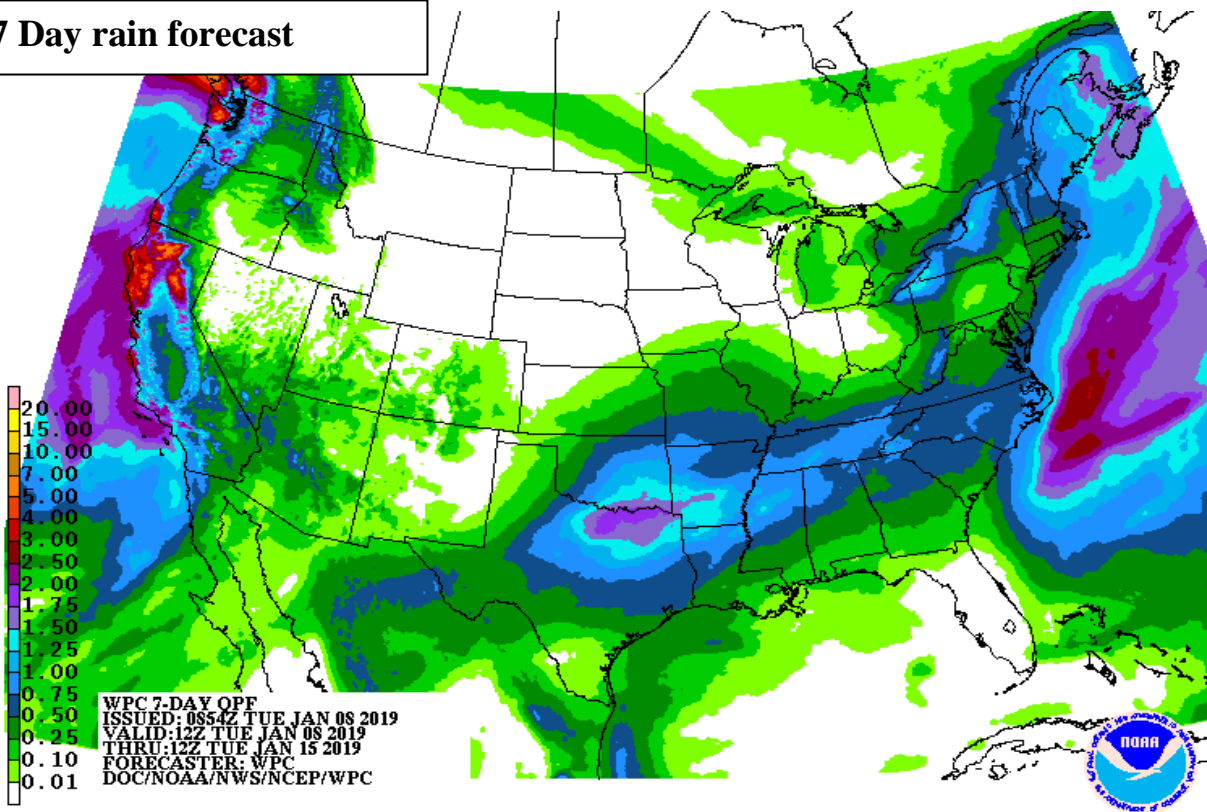 7 Day rain forecast
20.00
15.00
10.00
7.00
5.00
4.00
3.00
2.50
2.00
1.75
1.50
1.25
1.00
0.75
0.50
0.25
0.10
0.01
WPC 7-DAY QPF
ISSUED: 0854Z TUE JAN 08 2019
VALID:12Z TUE JAN 08 2019
THRU:12Z TUE JAN 15 2019
FORECASTER: WPC
DOC/NOAA/NWS/NCEP/WPC
NOAA